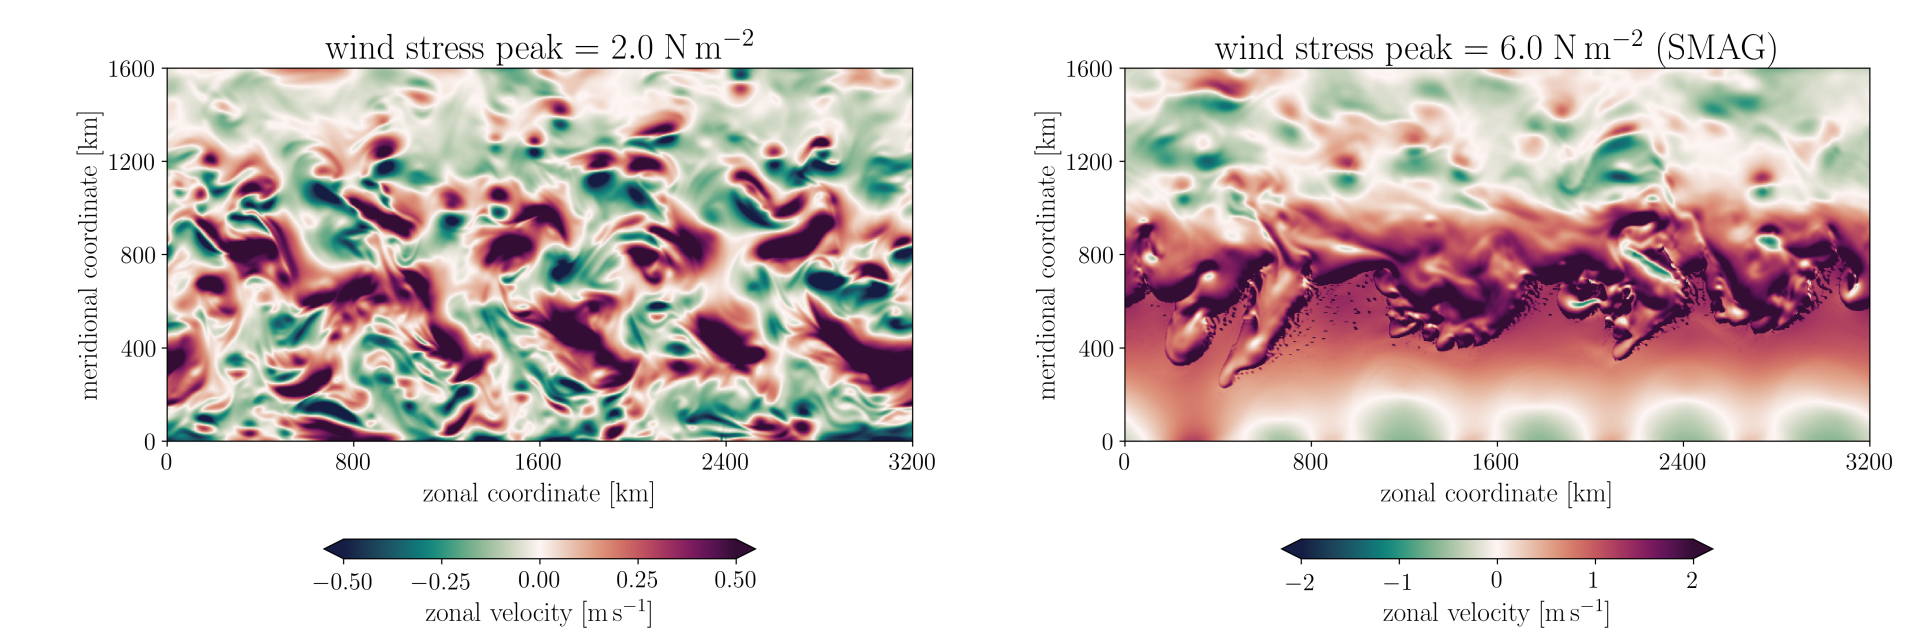 wind stress peak = 2.0 N m⁻²
1600
1200
800
400
0
meridional coordinate [km]
0 800 1600 2400 3200
zonal coordinate [km]
−0.50 −0.25 0.00 0.25 0.50
zonal velocity [m s⁻¹]
wind stress peak = 6.0 N m⁻² (SMAG)
1600
1200
800
400
0
meridional coordinate [km]
0 800 1600 2400 3200
zonal coordinate [km]
−2 −1 0 1 2
zonal velocity [m s⁻¹]